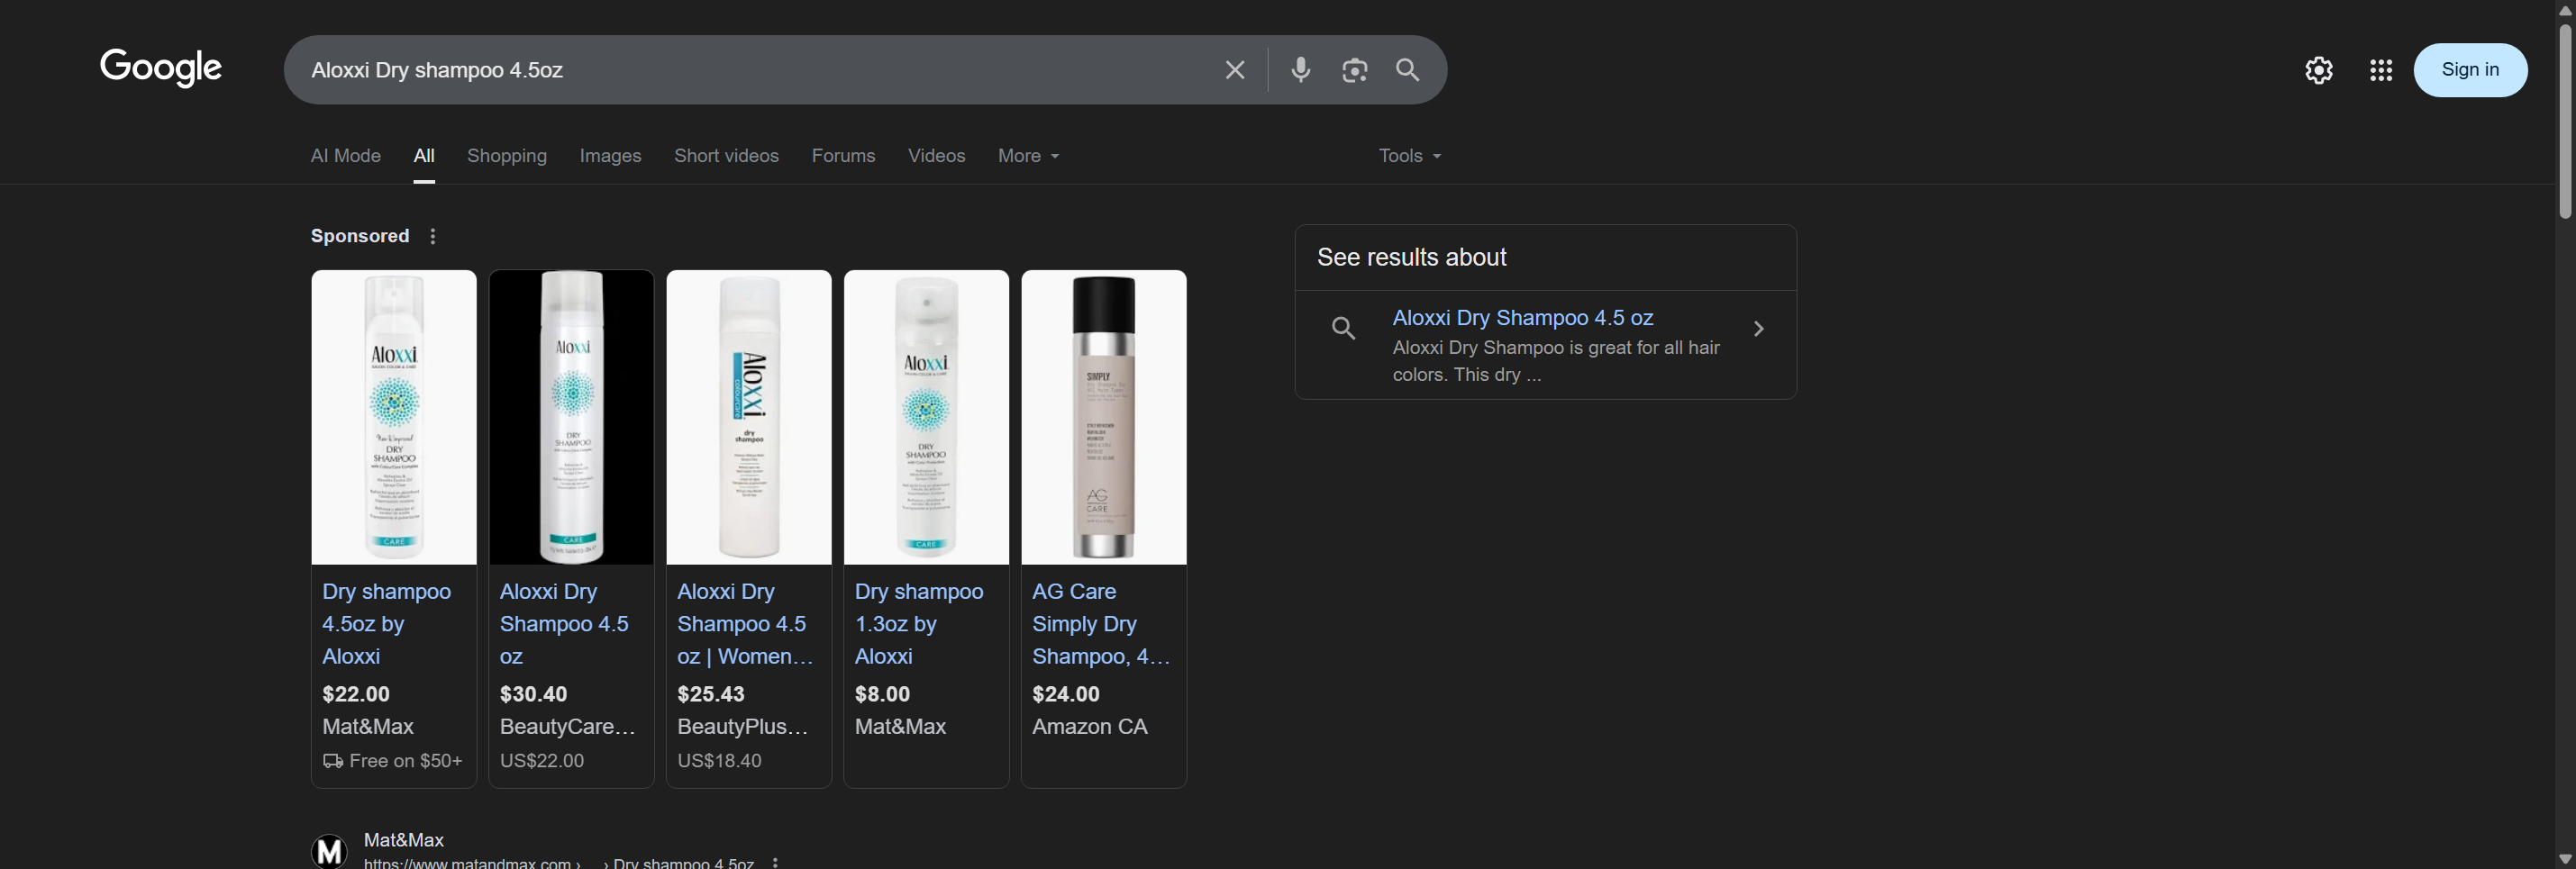 Google
Aloxxi Dry shampoo 4.5oz
Sign in
AI Mode
All
Shopping
Images
Short videos
Forums
Videos
More
Tools
Sponsored
Aloxxi
DRY
SHAMPOO
CARE
Dry shampoo
4.5oz by
Aloxxi
$22.00
Mat&Max
Free on $50+
Aloxxi
DRY
SHAMPOO
CARE
Aloxxi Dry
Shampoo 4.5
oz
$30.40
BeautyCare...
US$22.00
Aloxxi
colourcare
dry
shampoo
Aloxxi Dry
Shampoo 4.5
oz | Women...
$25.43
BeautyPlus...
US$18.40
Aloxxi
DRY
SHAMPOO
CARE
Dry shampoo
1.3oz by
Aloxxi
$8.00
Mat&Max
SIMPLY
AG
CARE
AG Care
Simply Dry
Shampoo, 4...
$24.00
Amazon CA
See results about
Aloxxi Dry Shampoo 4.5 oz
Aloxxi Dry Shampoo is great for all hair
colors. This dry ...
M
Mat&Max
https://www.matandmax.com › ... › Dry shampoo 4.5oz